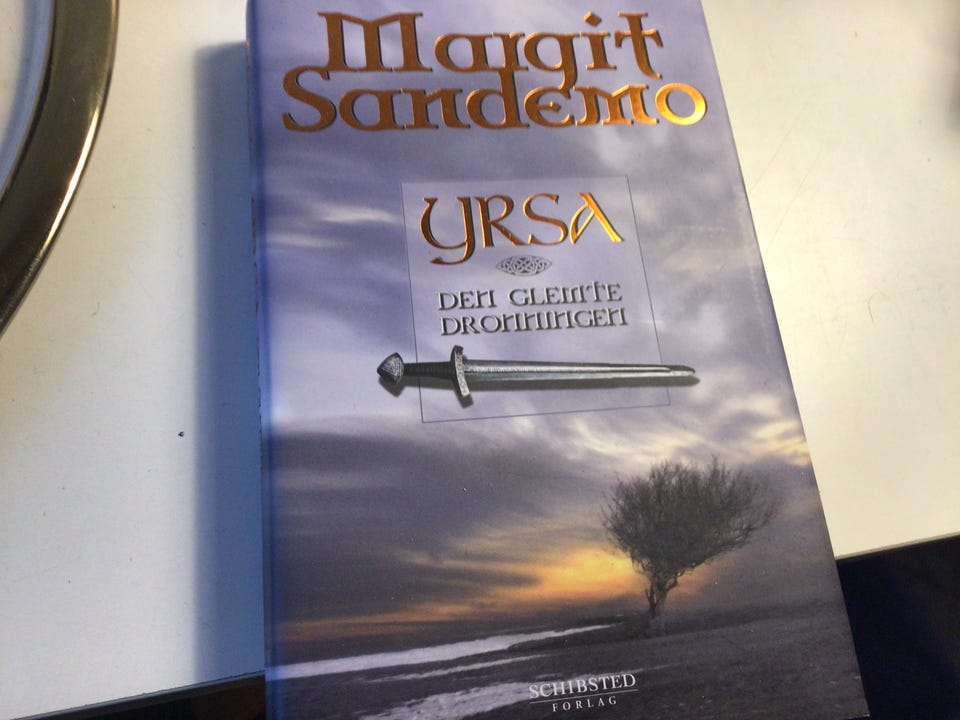 Margit
Sandemo
YRSA
DEN GLEMTE
DRONNINGEN
SCHIBSTED
FORLAG